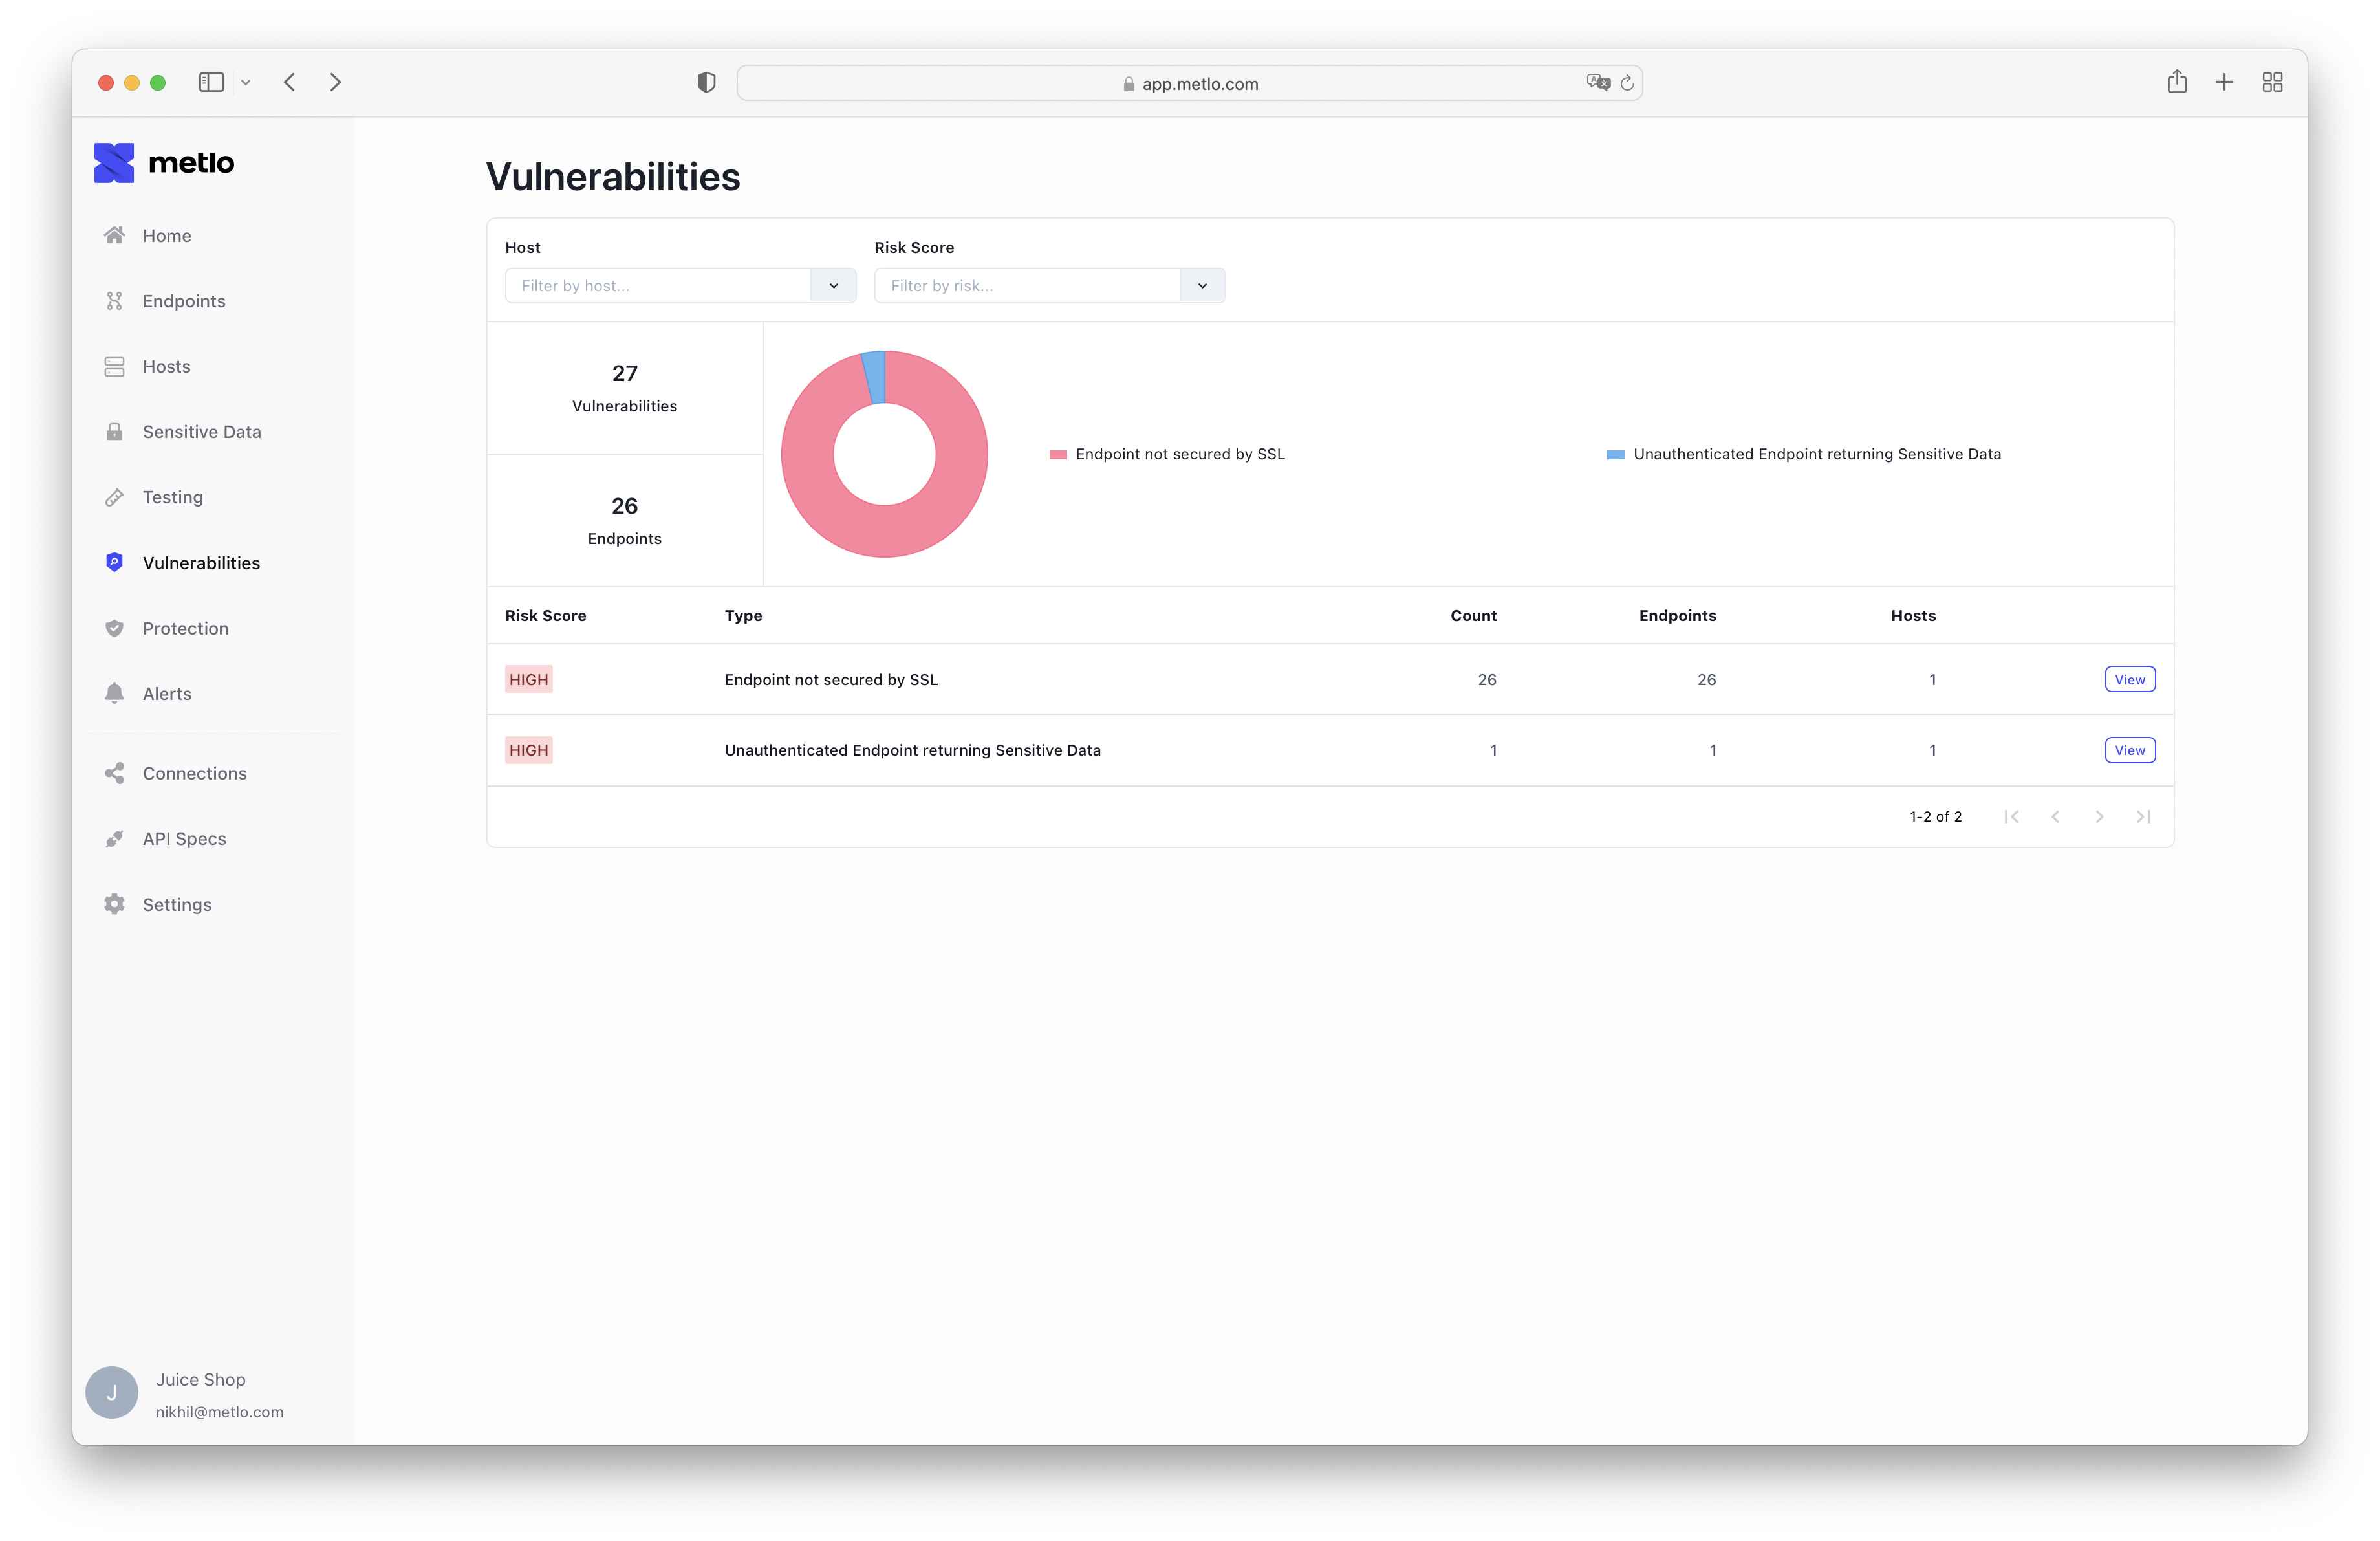 app.metlo.com
metlo
Home
Endpoints
Hosts
Sensitive Data
Testing
Vulnerabilities
Protection
Alerts
Connections
API Specs
Settings
J
Juice Shop
nikhil@metlo.com
Vulnerabilities
Host
Risk Score
Filter by host...
Filter by risk...
27
Vulnerabilities
26
Endpoints
Endpoint not secured by SSL
Unauthenticated Endpoint returning Sensitive Data
Risk Score Type Count Endpoints Hosts
HIGH Endpoint not secured by SSL 26 26 1 View
HIGH Unauthenticated Endpoint returning Sensitive Data 1 1 1 View
1-2 of 2